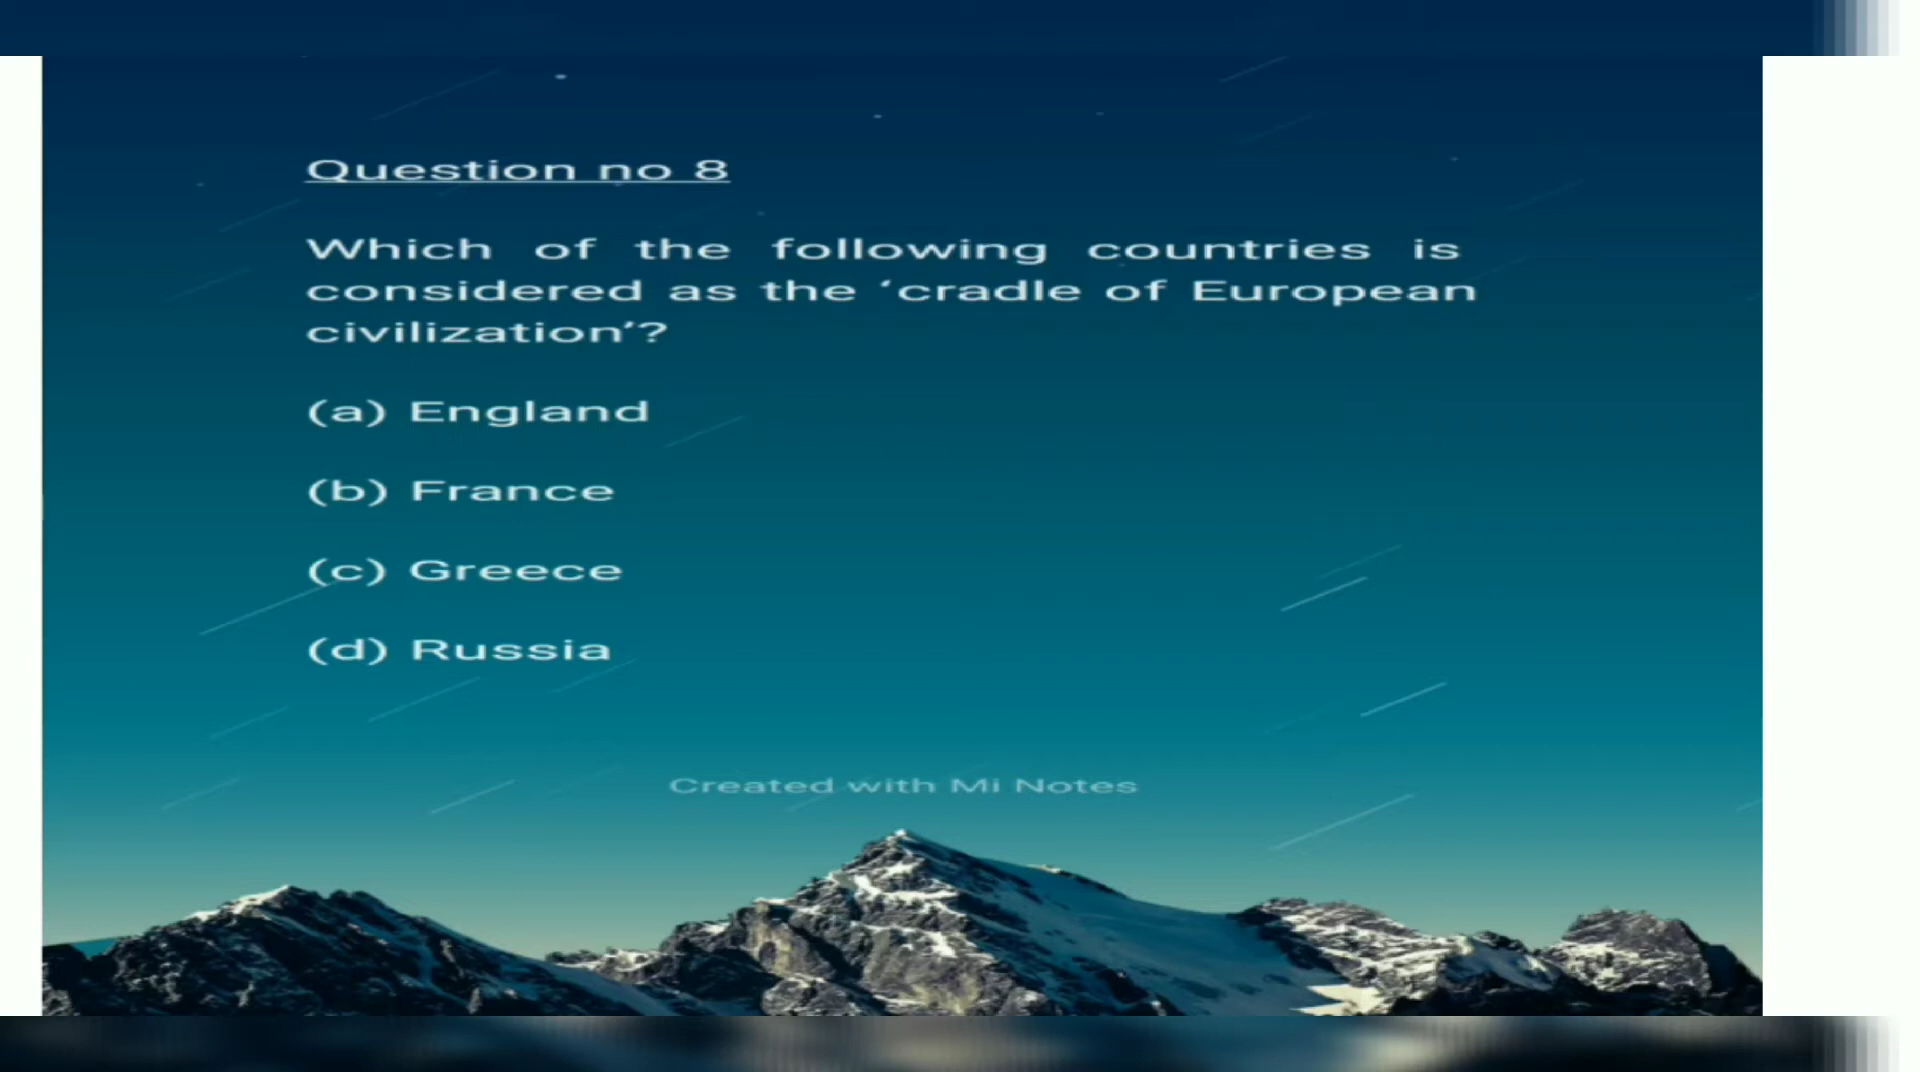 Question no 8
Which of the following countries is
considered as the ‘cradle of European
civilization’?
(a) England
(b) France
(c) Greece
(d) Russia
Created with Mi Notes